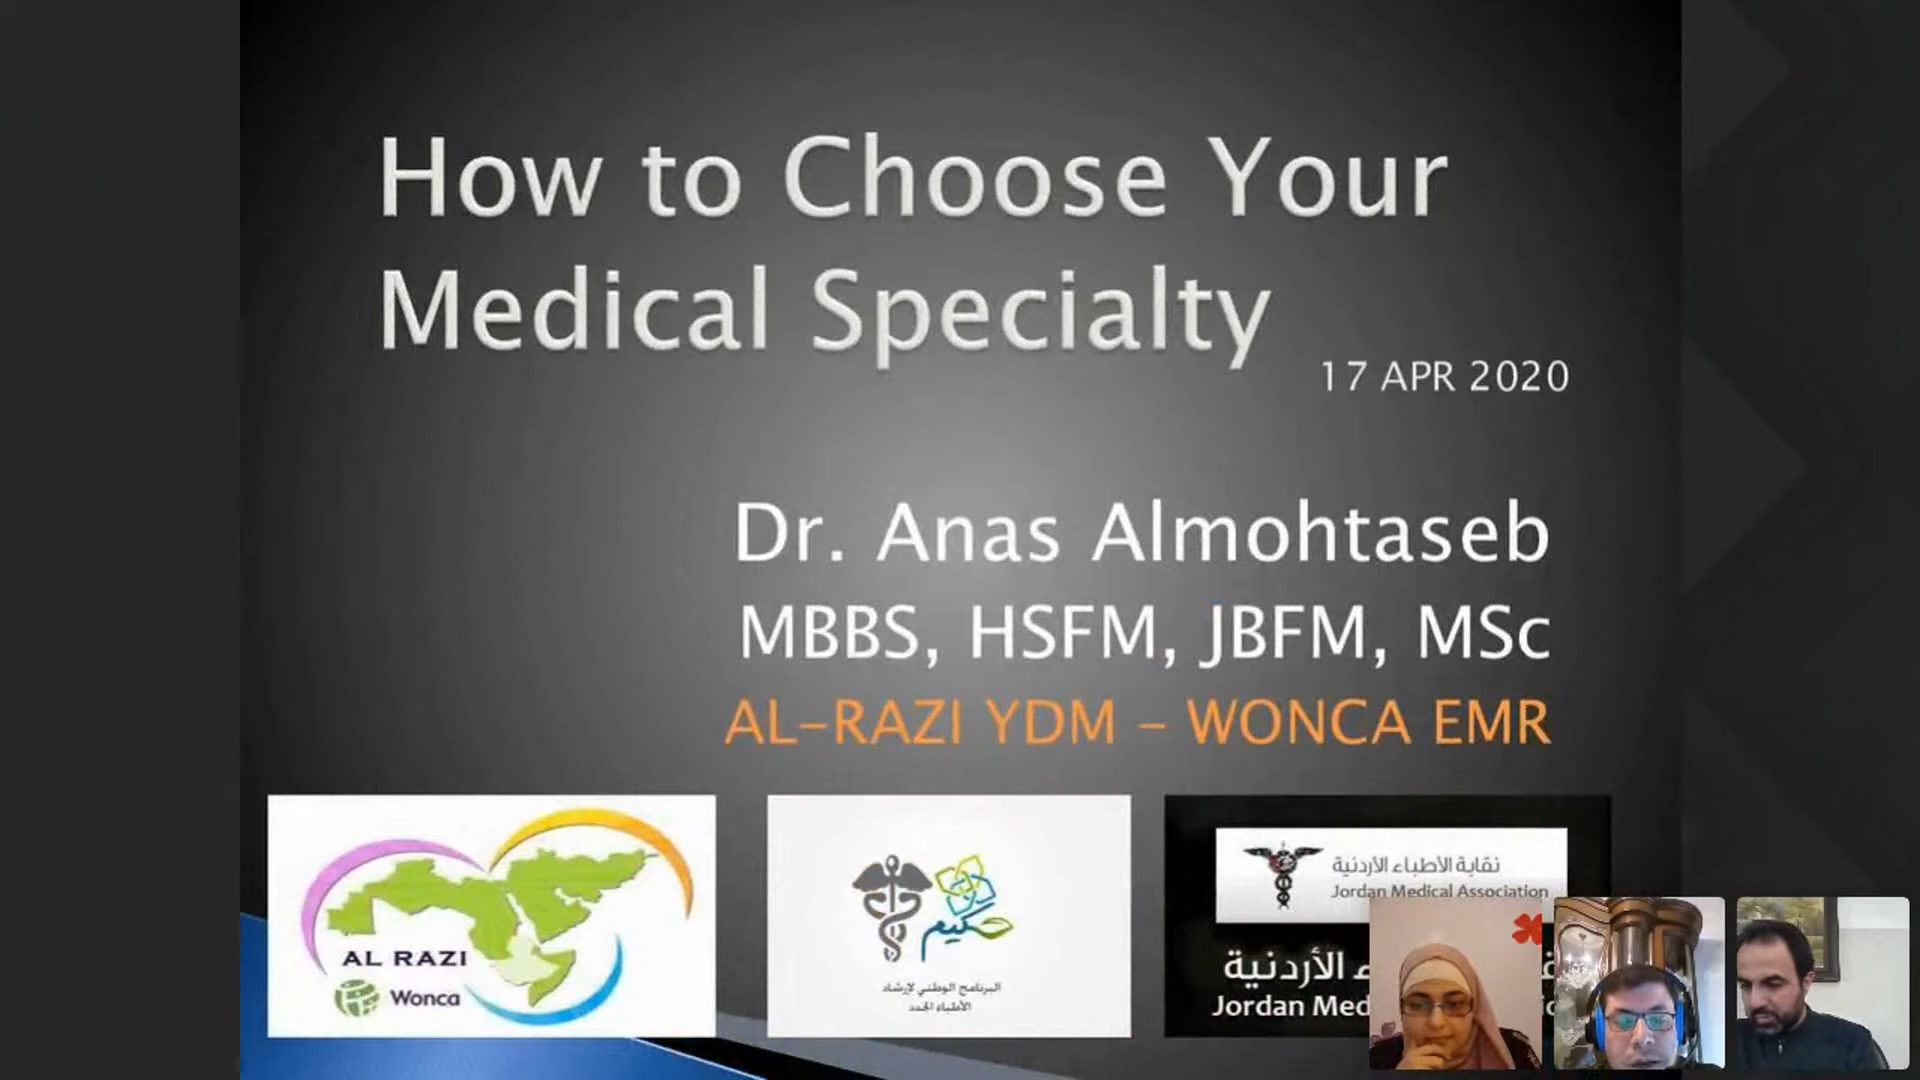 How to Choose Your
Medical Specialty
17 APR 2020
Dr. Anas Almohtaseb
MBBS, HSFM, JBFM, MSc
AL-RAZI YDM - WONCA EMR
AL RAZI
Wonca
حكيم
البرنامج الوطني لإرشاد
الأطباء الجدد
نقابة الأطباء الأردنية
Jordan Medical Association
ء الأردنية
Jordan Med